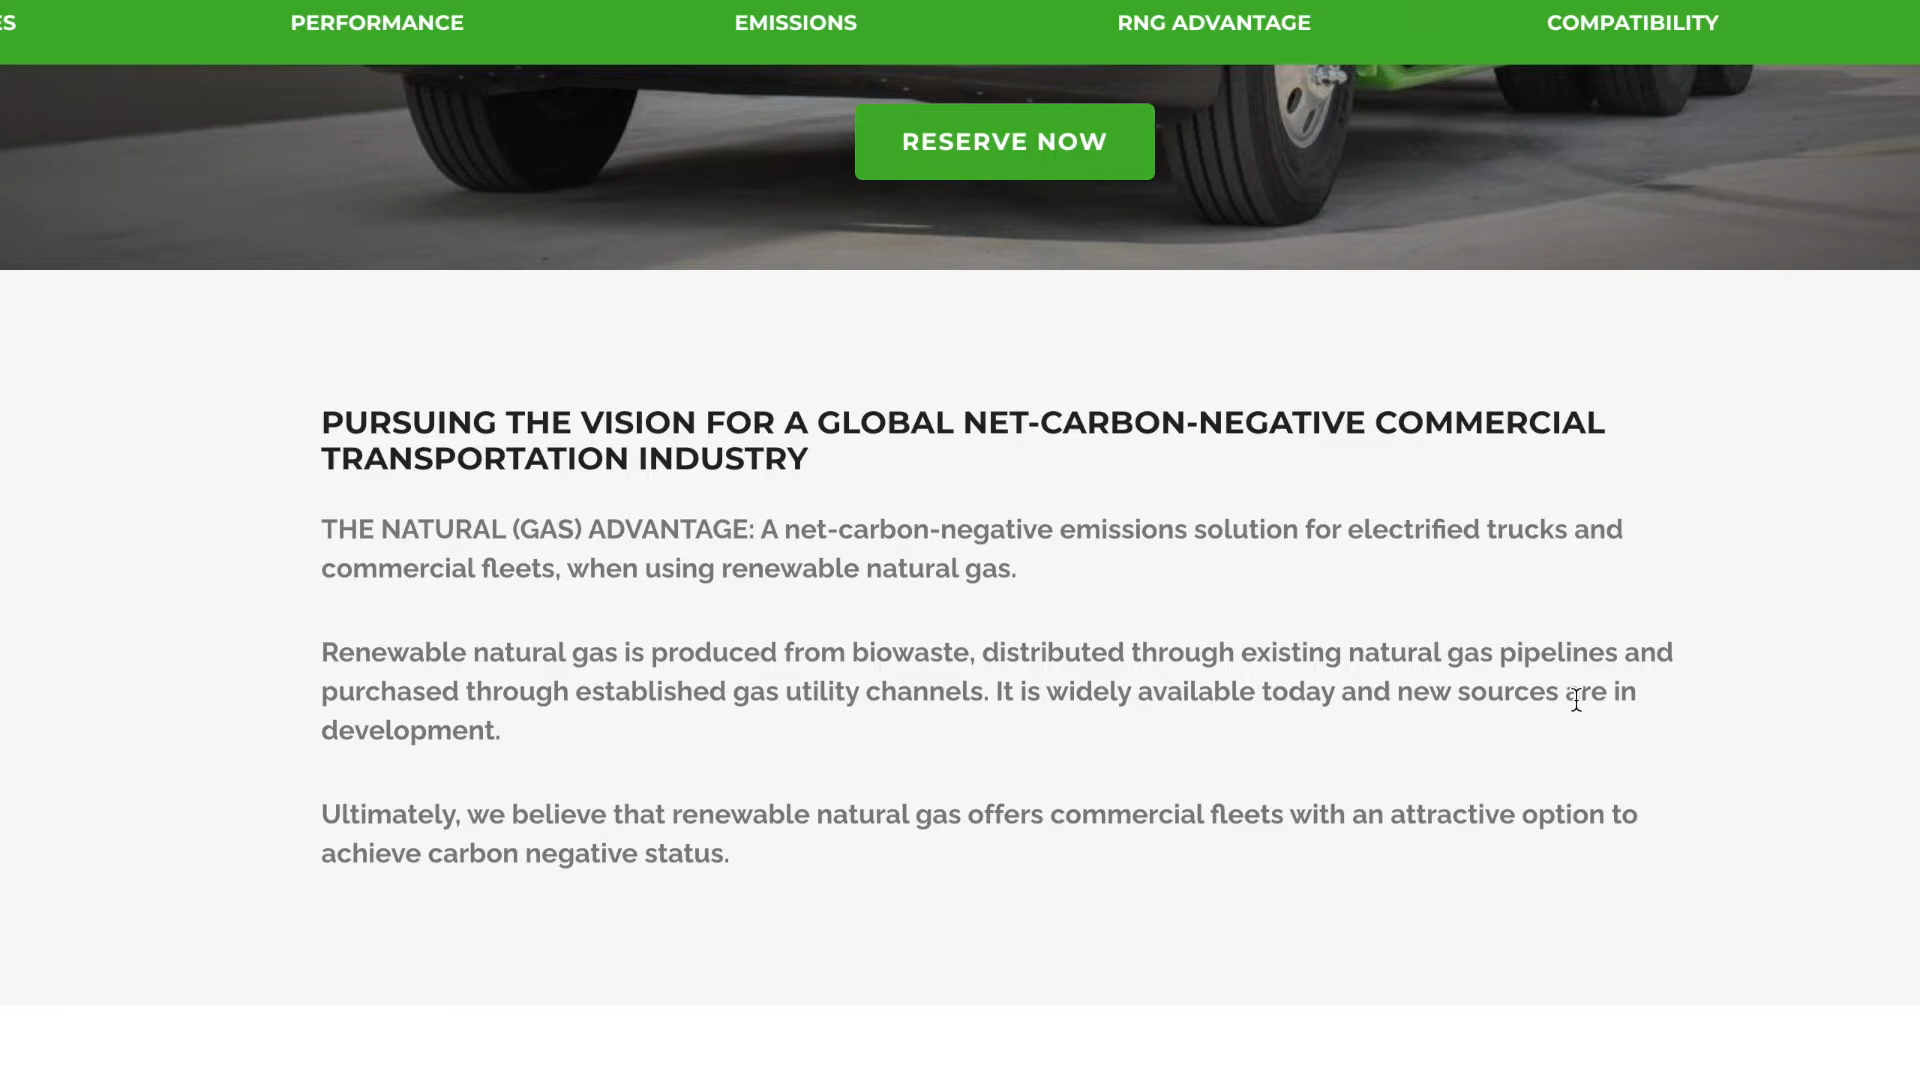 ES PERFORMANCE EMISSIONS RNG ADVANTAGE COMPATIBILITY
RESERVE NOW
PURSUING THE VISION FOR A GLOBAL NET-CARBON-NEGATIVE COMMERCIAL
TRANSPORTATION INDUSTRY
THE NATURAL (GAS) ADVANTAGE: A net-carbon-negative emissions solution for electrified trucks and
commercial fleets, when using renewable natural gas.
Renewable natural gas is produced from biowaste, distributed through existing natural gas pipelines and
purchased through established gas utility channels. It is widely available today and new sources are in
development.
Ultimately, we believe that renewable natural gas offers commercial fleets with an attractive option to
achieve carbon negative status.